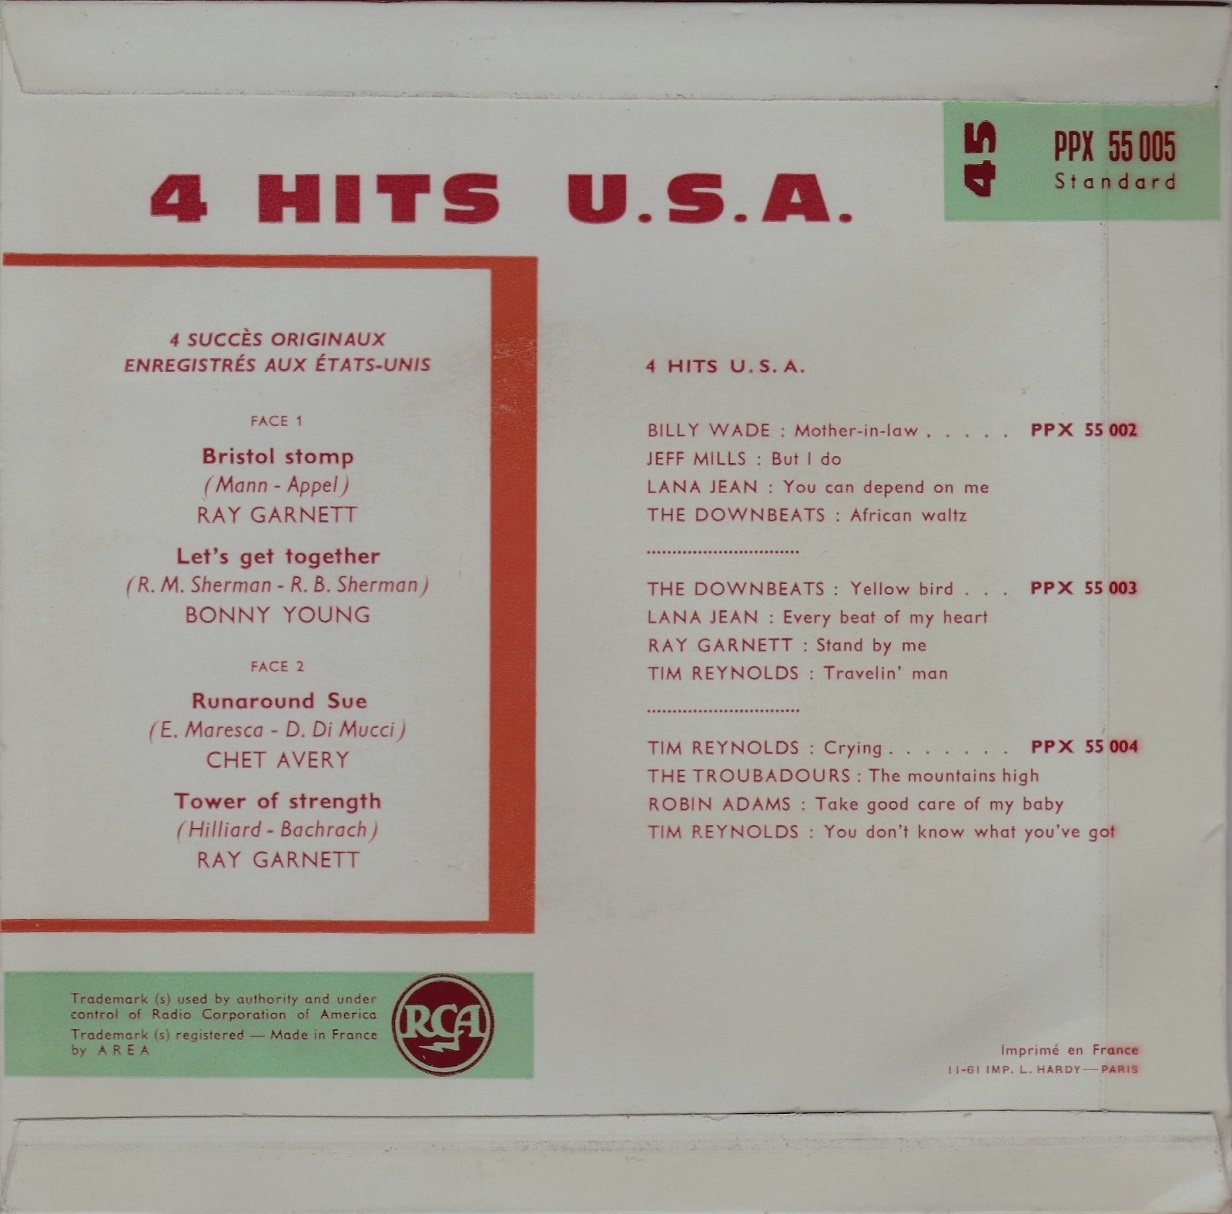 45
PPX 55 005
Standard
4 HITS U.S.A.
4 SUCCÈS ORIGINAUX
ENREGISTRÉS AUX ÉTATS-UNIS
FACE 1
Bristol stomp
(Mann - Appel)
RAY GARNETT
Let's get together
(R. M. Sherman - R. B. Sherman)
BONNY YOUNG
FACE 2
Runaround Sue
(E. Maresca - D. Di Mucci)
CHET AVERY
Tower of strength
(Hilliard - Bachrach)
RAY GARNETT
4 HITS U.S.A.
BILLY WADE : Mother-in-law . . . . . PPX 55 002
JEFF MILLS : But I do
LANA JEAN : You can depend on me
THE DOWNBEATS : African waltz
..............................
THE DOWNBEATS : Yellow bird . . . PPX 55 003
LANA JEAN : Every beat of my heart
RAY GARNETT : Stand by me
TIM REYNOLDS : Travelin' man
..............................
TIM REYNOLDS : Crying . . . . . . . PPX 55 004
THE TROUBADOURS : The mountains high
ROBIN ADAMS : Take good care of my baby
TIM REYNOLDS : You don't know what you've got
Trademark (s) used by authority and under
control of Radio Corporation of America
Trademark (s) registered — Made in France
by AREA
RCA
Imprimé en France
11-61 IMP. L. HARDY — PARIS